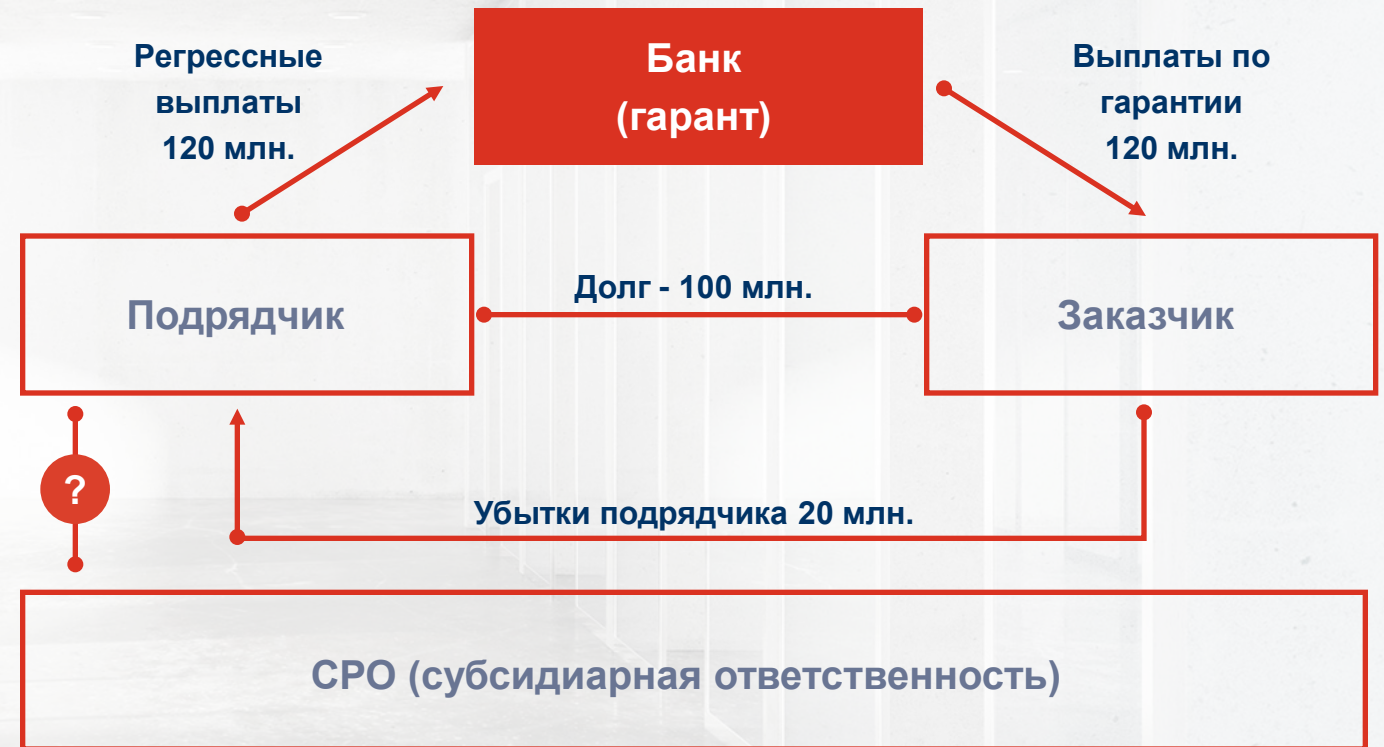 Регрессные
выплаты
120 млн.
Банк
(гарант)
Выплаты по
гарантии
120 млн.
Подрядчик
Долг - 100 млн.
Заказчик
?
Убытки подрядчика 20 млн.
СРО (субсидиарная ответственность)